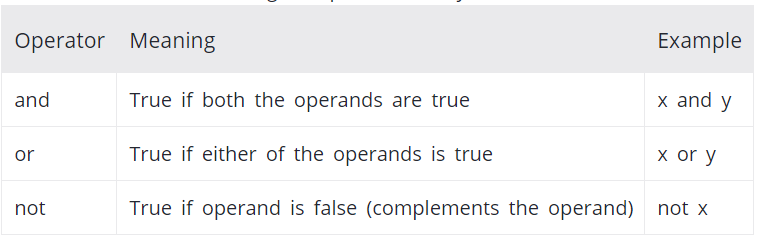 Operator Meaning Example
and True if both the operands are true x and y
or True if either of the operands is true x or y
not True if operand is false (complements the operand) not x